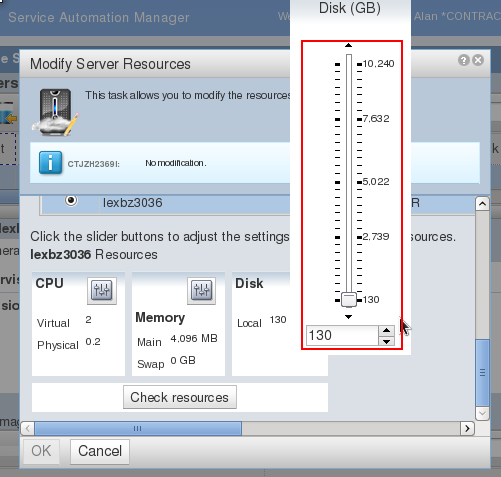 Service Automation Manager
Alan *CONTRAC
Disk (GB)
Modify Server Resources
This task allows you to modify the resources
10.240
7,632
5,022
2.739
130
130
CTJZH2369I:
No modification.
lexbz3036
R
Click the slider buttons to adjust the settings
ources.
lexbz3036 Resources
CPU
Virtual 2
Physical 0.2
Memory
Main 4,096 MB
Swap 0 GB
Disk
Local 130
Check resources
OK
Cancel